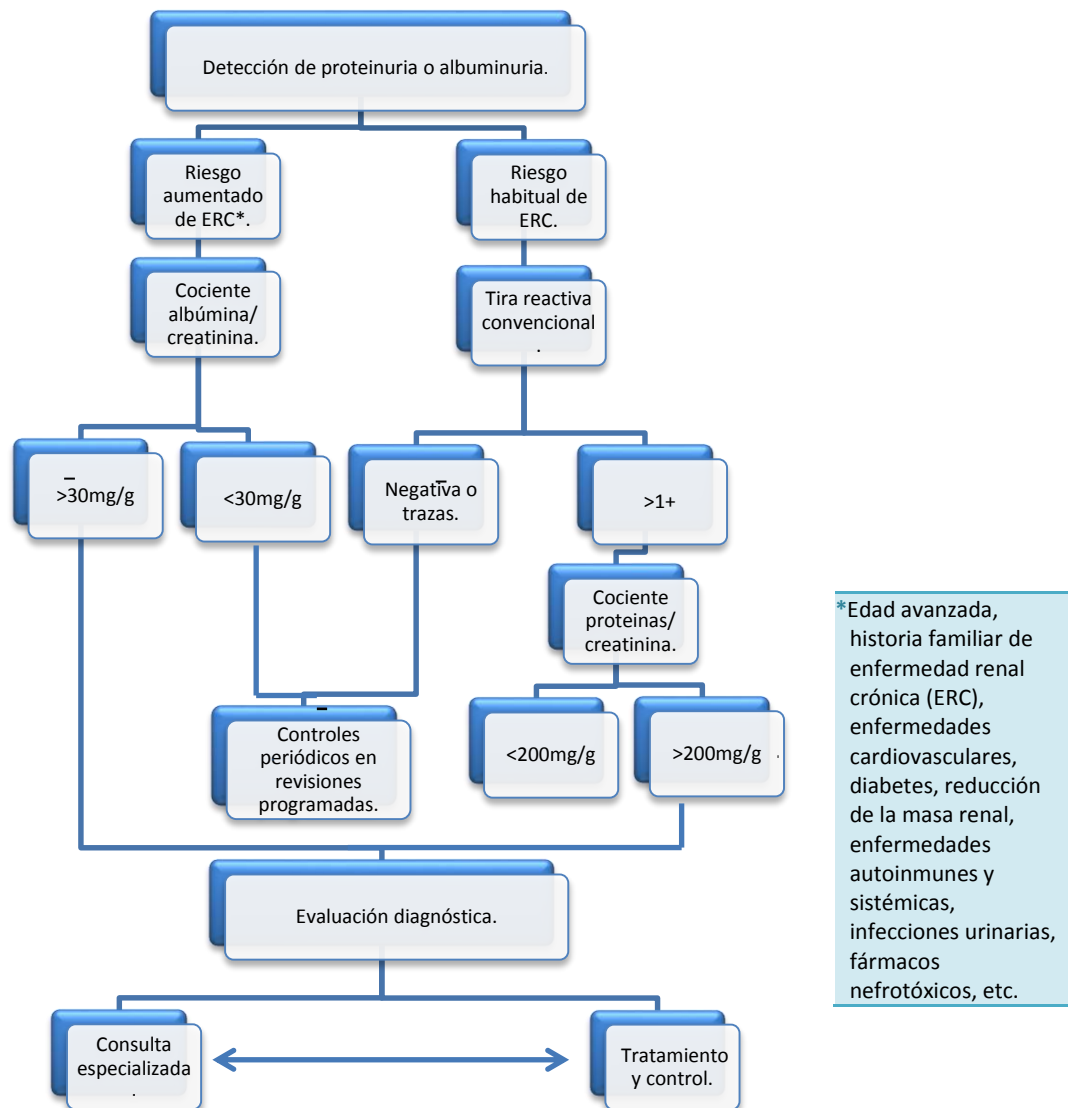 Detección de proteinuria o albuminuria.
Riesgo
aumentado
de ERC*.
Riesgo
habitual de
ERC.
Cociente
albúmina/
creatinina.
Tira reactiva
convencional
.
>30mg/g
<30mg/g
Negativa o
trazas.
>1+
Cociente
proteinas/
creatinina.
Controles
periódicos en
revisiones
programadas.
<200mg/g
>200mg/g .
Evaluación diagnóstica.
Consulta
especializada
.
Tratamiento
y control.
*Edad avanzada,
historia familiar de
enfermedad renal
crónica (ERC),
enfermedades
cardiovasculares,
diabetes, reducción
de la masa renal,
enfermedades
autoinmunes y
sistémicas,
infecciones urinarias,
fármacos
nefrotóxicos, etc.